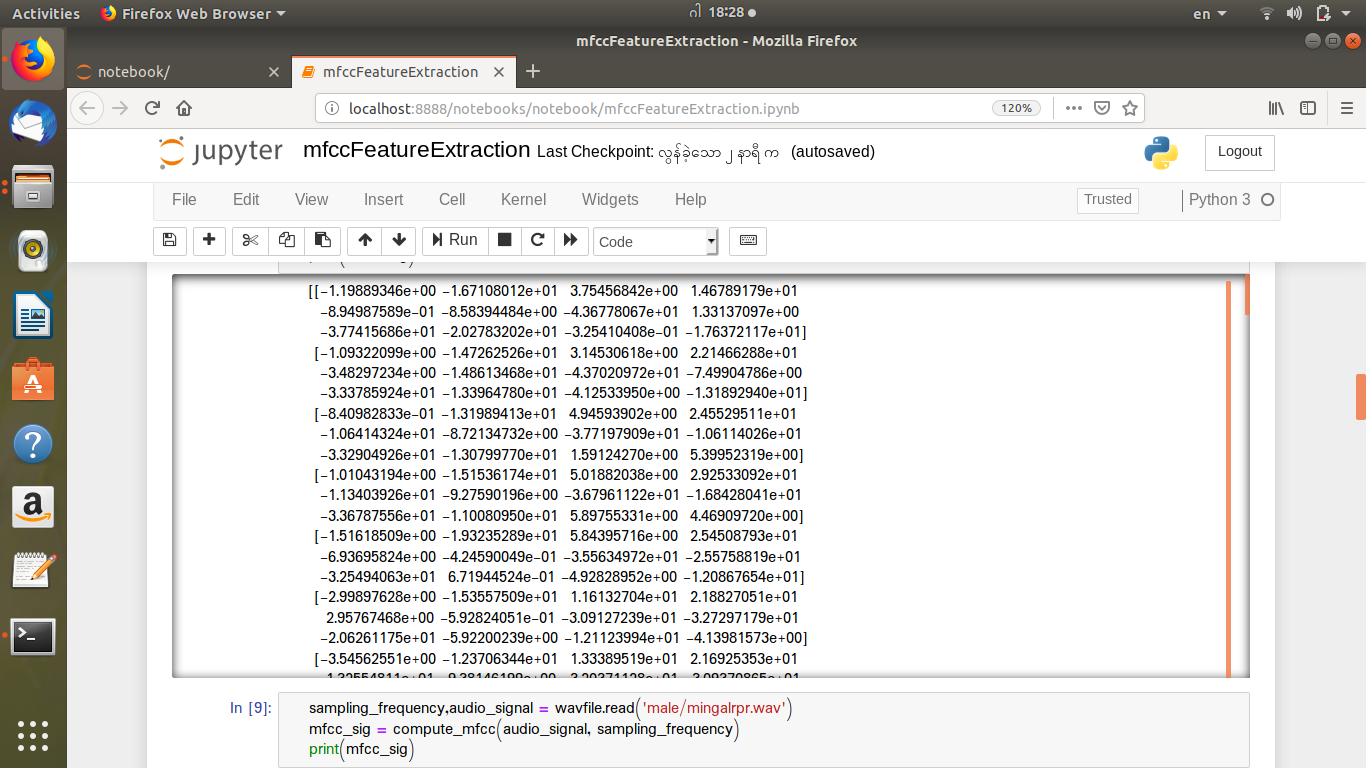 Activities Firefox Web Browser 18:28 en
mfccFeatureExtraction - Mozilla Firefox
notebook/ mfccFeatureExtraction
localhost:8888/notebooks/notebook/mfccFeatureExtraction.ipynb 120%
jupyter mfccFeatureExtraction Last Checkpoint: လွန်ခဲ့သော ၂ နာရီ က (autosaved) Logout
File Edit View Insert Cell Kernel Widgets Help Trusted Python 3
Run Code
[[-1.19889346e+00 -1.67108012e+01 3.75456842e+00 1.46789179e+01
-8.94987589e-01 -8.58394484e+00 -4.36778067e+01 1.33137097e+00
-3.77415686e+01 -2.02783202e+01 -3.25410408e-01 -1.76372117e+01]
[-1.09322099e+00 -1.47262526e+01 3.14530618e+00 2.21466288e+01
-3.48297234e+00 -1.48613468e+01 -4.37020972e+01 -7.49904786e+00
-3.33785924e+01 -1.33964780e+01 -4.12533950e+00 -1.31892940e+01]
[-8.40982833e-01 -1.31989413e+01 4.94593902e+00 2.45529511e+01
-1.06414324e+01 -8.72134732e+00 -3.77197909e+01 -1.06114026e+01
-3.32904926e+01 -1.30799770e+01 1.59124270e+00 5.39952319e+00]
[-1.01043194e+00 -1.51536174e+01 5.01882038e+00 2.92533092e+01
-1.13403926e+01 -9.27590196e+00 -3.67961122e+01 -1.68428041e+01
-3.36787556e+01 -1.10080950e+01 5.89755331e+00 4.46909720e+00]
[-1.51618509e+00 -1.93235289e+01 5.84395716e+00 2.54508793e+01
-6.93695824e+00 -4.24590049e-01 -3.55634972e+01 -2.55758819e+01
-3.25494063e+01 6.71944524e-01 -4.92828952e+00 -1.20867654e+01]
[-2.99897628e+00 -1.53557509e+01 1.16132704e+01 2.18827051e+01
2.95767468e+00 -5.92824051e-01 -3.09127239e+01 -3.27297179e+01
-2.06261175e+01 -5.92200239e+00 -1.21123994e+01 -4.13981573e+00]
[-3.54562551e+00 -1.23706344e+01 1.33389519e+01 2.16925353e+01
In [9]: sampling_frequency,audio_signal = wavfile.read('male/mingalrpr.wav')
mfcc_sig = compute_mfcc(audio_signal, sampling_frequency)
print(mfcc_sig)